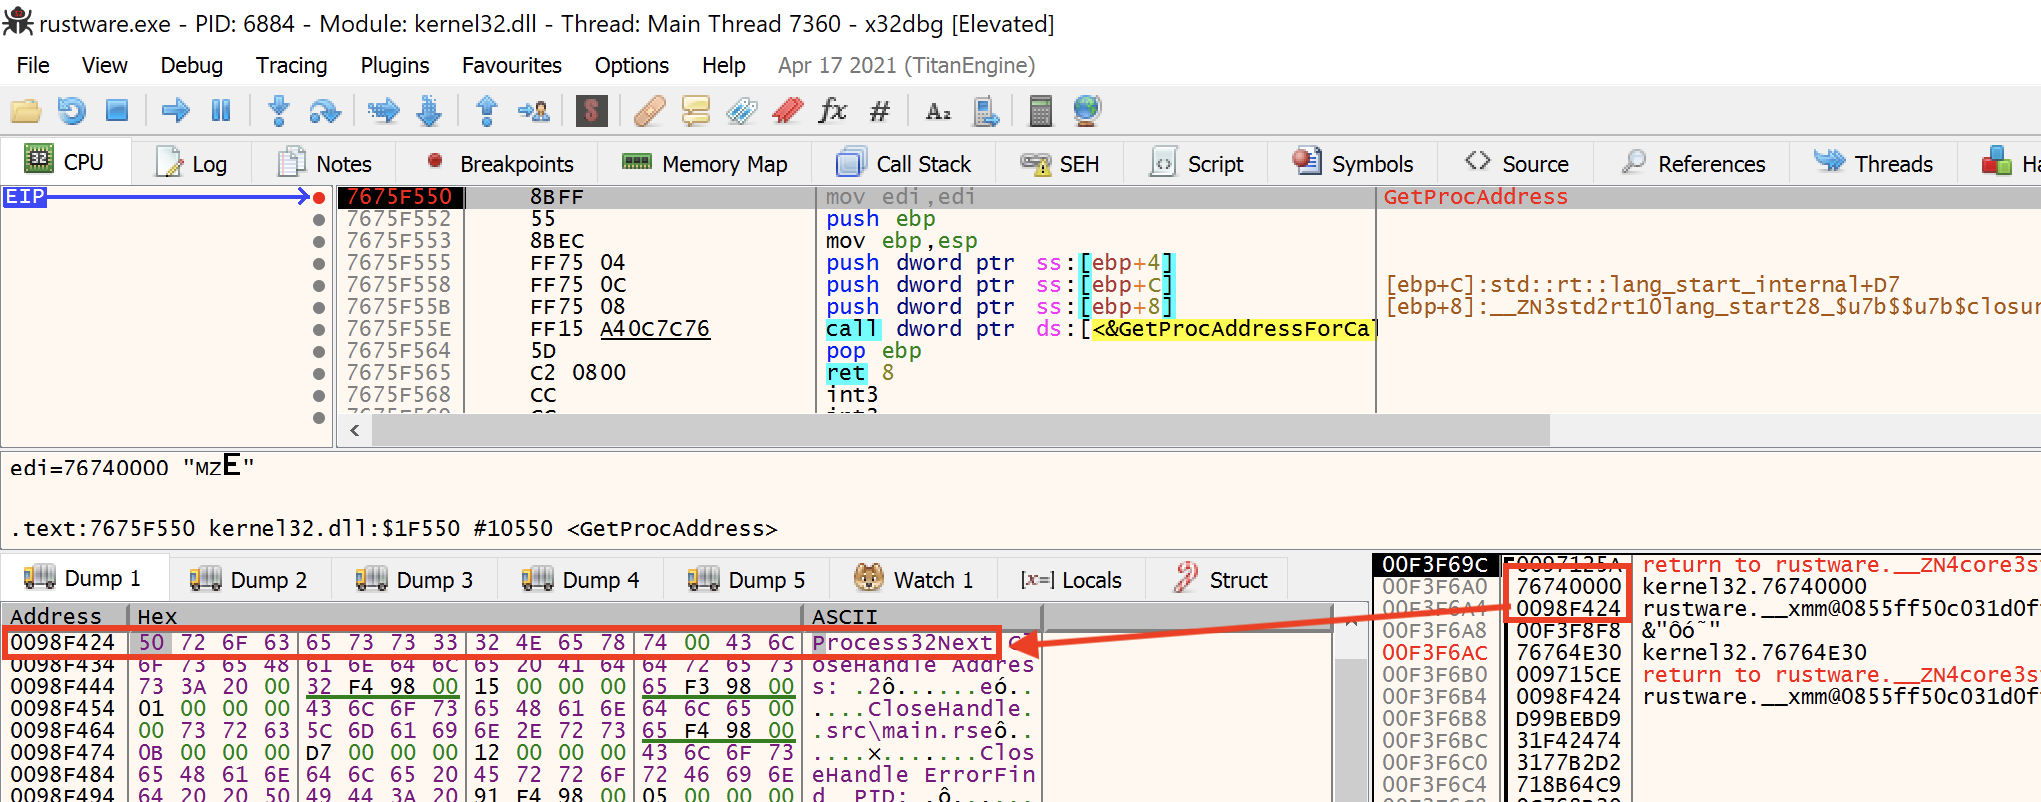 rustware.exe - PID: 6884 - Module: kernel32.dll - Thread: Main Thread 7360 - x32dbg [Elevated]
File View Debug Tracing Plugins Favourites Options Help Apr 17 2021 (TitanEngine)
CPU Log Notes Breakpoints Memory Map Call Stack SEH Script Symbols Source References Threads Ha
EIP 7675F550 8BFF mov edi,edi GetProcAddress
7675F552 55 push ebp
7675F553 8BEC mov ebp,esp
7675F555 FF75 04 push dword ptr ss:[ebp+4]
7675F558 FF75 0C push dword ptr ss:[ebp+C] [ebp+C]:std::rt::lang_start_internal+D7
7675F55B FF75 08 push dword ptr ss:[ebp+8] [ebp+8]:__ZN3std2rt10lang_start28_$u7b$$u7b$closur
7675F55E FF15 A40C7C76 call dword ptr ds:[<&GetProcAddressForCa
7675F564 5D pop ebp
7675F565 C2 0800 ret 8
7675F568 CC int3
edi=76740000 "MZE"
.text:7675F550 kernel32.dll:$1F550 #10550 <GetProcAddress>
Dump 1 Dump 2 Dump 3 Dump 4 Dump 5 Watch 1 [x=] Locals Struct
Address Hex ASCII
0098F424 50 72 6F 63 65 73 73 33 32 4E 65 78 74 00 43 6C Process32Next.Cl
0098F434 6F 73 65 48 61 6E 64 6C 65 20 41 64 64 72 65 73 oseHandle Addres
0098F444 73 3A 20 00 32 F4 98 00 15 00 00 00 65 F3 98 00 s: .2ô......eó..
0098F454 01 00 00 00 43 6C 6F 73 65 48 61 6E 64 6C 65 00 ....CloseHandle.
0098F464 00 73 72 63 5C 6D 61 69 6E 2E 72 73 65 F4 98 00 .src\main.rseô..
0098F474 0B 00 00 00 D7 00 00 00 12 00 00 00 43 6C 6F 73 ....×.......Clos
0098F484 65 48 61 6E 64 6C 65 20 45 72 72 6F 72 46 69 6E eHandle ErrorFin
0098F494 64 20 20 50 49 44 3A 20 91 F4 98 00 05 00 00 00 d  PID: .ô......
00F3F69C 0097125A return to rustware.__ZN4core3s
00F3F6A0 76740000 kernel32.76740000
00F3F6A4 0098F424 rustware.__xmm@0855ff50c031d0f
00F3F6A8 00F3F8F8 &"Ôó˜"
00F3F6AC 76764E30 kernel32.76764E30
00F3F6B0 009715CE return to rustware.__ZN4core3s
00F3F6B4 0098F424 rustware.__xmm@0855ff50c031d0f
00F3F6B8 D99BEBD9
00F3F6BC 31F42474
00F3F6C0 3177B2D2
00F3F6C4 718B64C9